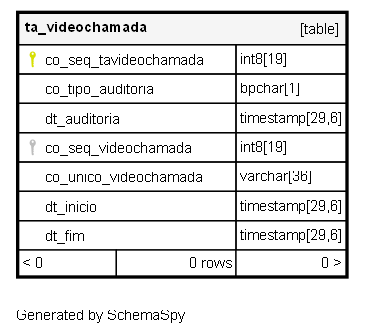 ta_videochamada [table]
co_seq_tavideochamada int8[19]
co_tipo_auditoria bpchar[1]
dt_auditoria timestamp[29,6]
co_seq_videochamada int8[19]
co_unico_videochamada varchar[36]
dt_inicio timestamp[29,6]
dt_fim timestamp[29,6]
< 0 0 rows 0 >
Generated by SchemaSpy